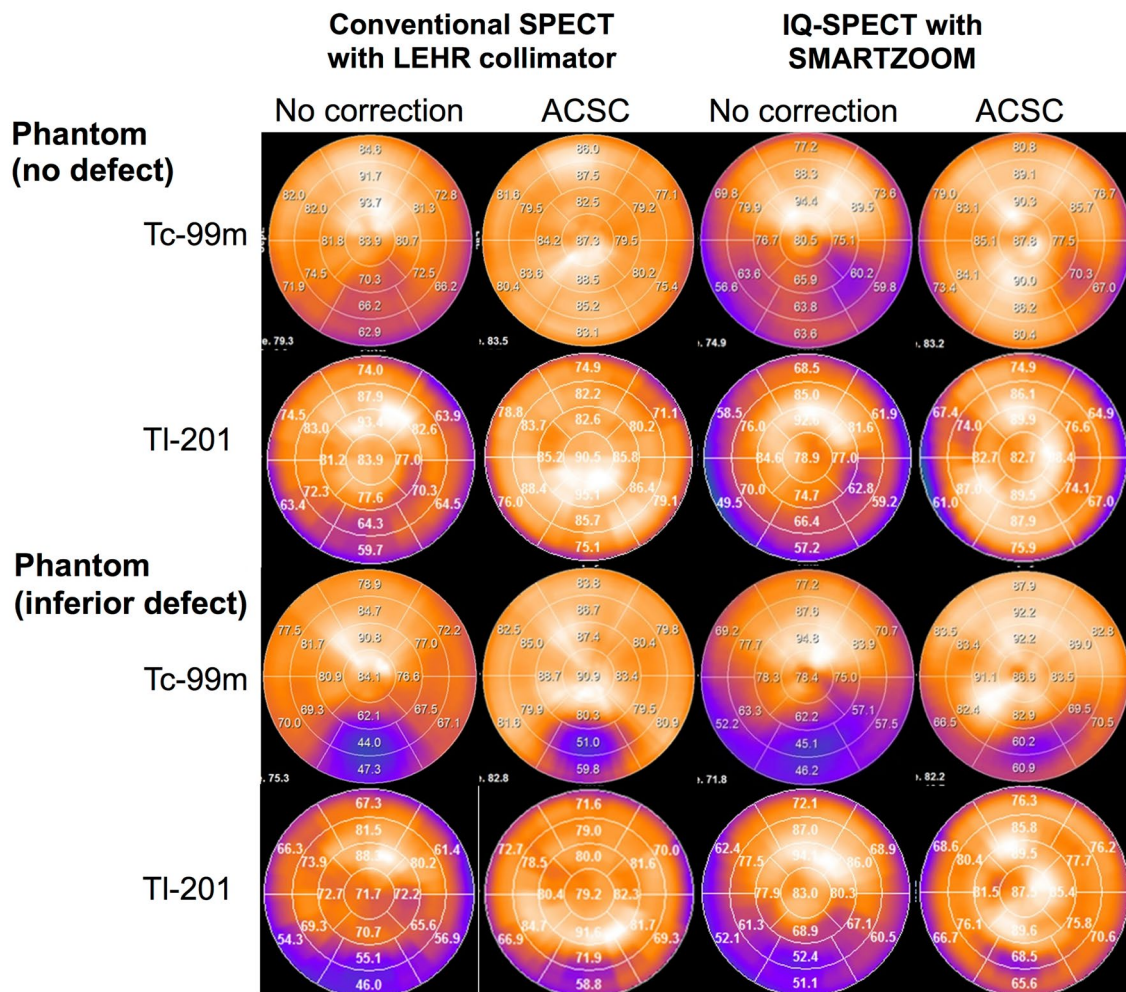 Conventional SPECT
with LEHR collimator
IQ-SPECT with
SMARTZOOM
No correction
ACSC
No correction
ACSC
Phantom
(no defect)
Tc-99m
84.6
91.7
82.0 93.7 72.8
82.0 81.3
81.8 83.9 80.7
70.3
74.5 72.5
71.9 66.2 66.2
62.9
e. 79.3
86.0
87.5
81.6 82.5 77.1
79.5 79.2
84.2 87.3 79.5
83.6 88.5 80.2
80.4 85.2 75.4
83.1
e. 83.5
77.2
88.3
69.8 94.4 73.6
79.9 89.5
76.7 80.5 75.1
63.6 65.9 60.2
56.6 63.8 59.8
63.6
e. 74.9
80.8
89.1
79.0 90.3 76.7
83.1 85.7
85.1 87.8 77.5
84.1 90.0 70.3
73.4 86.2 67.0
80.4
e. 83.2
Tl-201
74.0
87.9
74.5 93.4 63.9
83.0 82.6
81.2 83.9 77.0
72.3 77.6 70.3
63.4 64.3 64.5
59.7
74.9
82.2
78.8 82.6 71.1
83.7 80.2
85.2 90.5 85.8
88.4 95.1 86.4
76.0 85.7 79.1
75.1
68.5
85.0
58.5 92.6 61.9
76.0 81.6
84.6 78.9 77.0
70.0 74.7 62.8
49.5 66.4 59.2
57.2
74.9
86.1
67.4 89.9 64.9
74.0 76.6
82.7 82.7
87.0 89.5 74.1
61.0 87.9 67.0
75.9
Phantom
(inferior defect)
Tc-99m
78.9
84.7
77.5 90.8 72.2
81.7 77.0
80.9 84.1 76.6
69.3 62.1 67.5
70.0 44.0 67.1
47.3
e. 75.3
83.8
86.7
82.5 87.4 79.8
85.0 80.4
88.7 90.9 83.4
79.9 80.3 79.5
81.6 51.0 80.9
59.8
e. 82.8
77.2
87.6
69.2 94.8 70.7
77.7 83.9
78.3 78.4 75.0
63.3 62.2 57.1
52.2 45.1 57.5
46.2
e. 71.8
87.9
92.2
83.5 92.2 82.8
83.4 89.0
91.1 86.6 83.5
82.4 82.9 69.5
66.5 60.2 70.5
60.9
e. 82.2
Tl-201
67.3
81.5
66.3 61.4
73.9 80.2
72.7 71.7 72.2
69.3 70.7 65.6
54.3 55.1 56.9
46.0
71.6
79.0
72.7 80.0 70.0
78.5 81.6
80.4 79.2 82.3
84.7 91.6 81.7
66.9 71.9 69.3
58.8
72.1
87.0
62.4 94.1 68.9
77.5 86.0
77.9 83.0 80.3
61.3 68.9 67.1
52.1 52.4 60.5
51.1
76.3
85.8
68.6 89.5 76.2
80.4 77.7
81.5 87.5 85.4
76.1 89.6 75.8
66.7 68.5 70.6
65.6